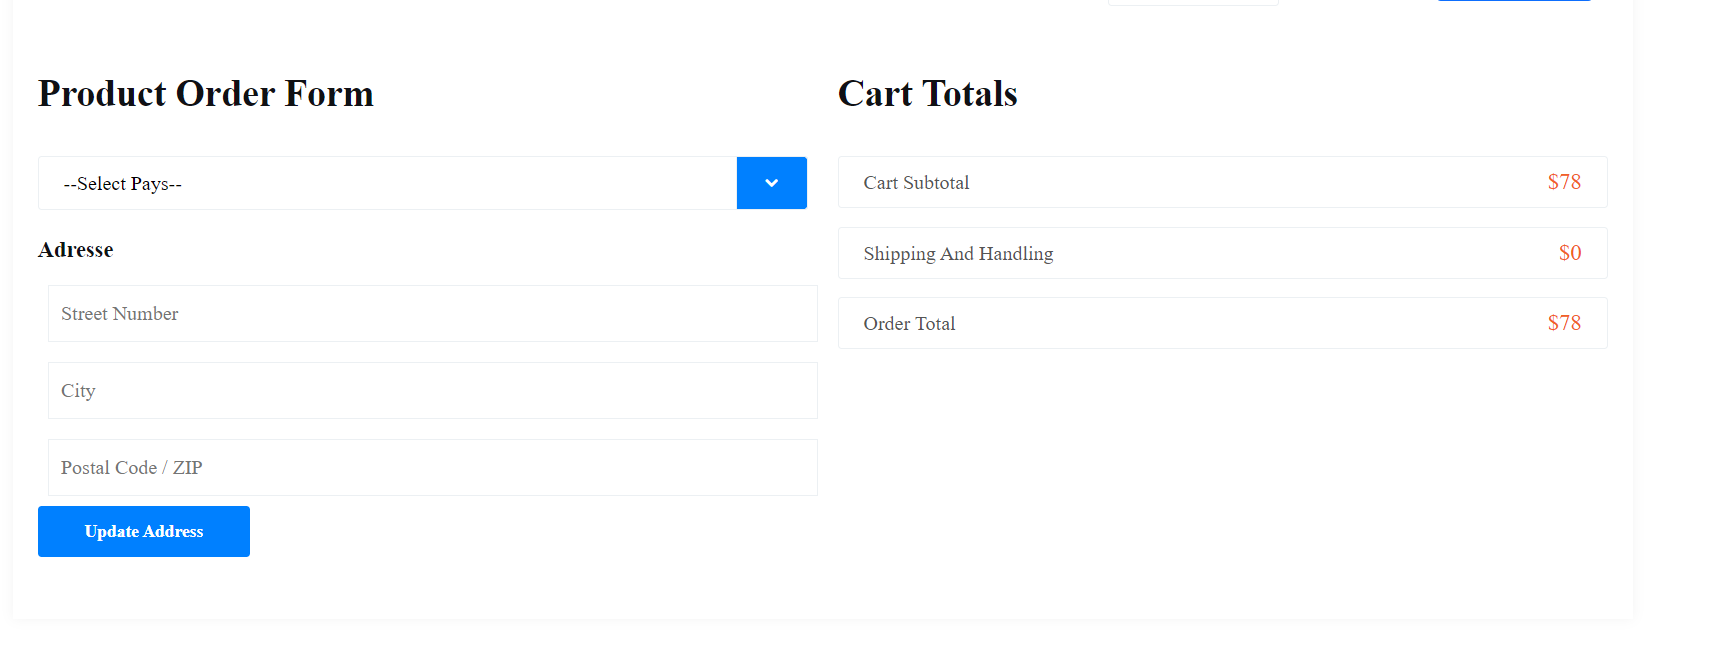 Product Order Form
--Select Pays--
Adresse
Street Number
City
Postal Code / ZIP
Update Address
Cart Totals
Cart Subtotal $78
Shipping And Handling $0
Order Total $78